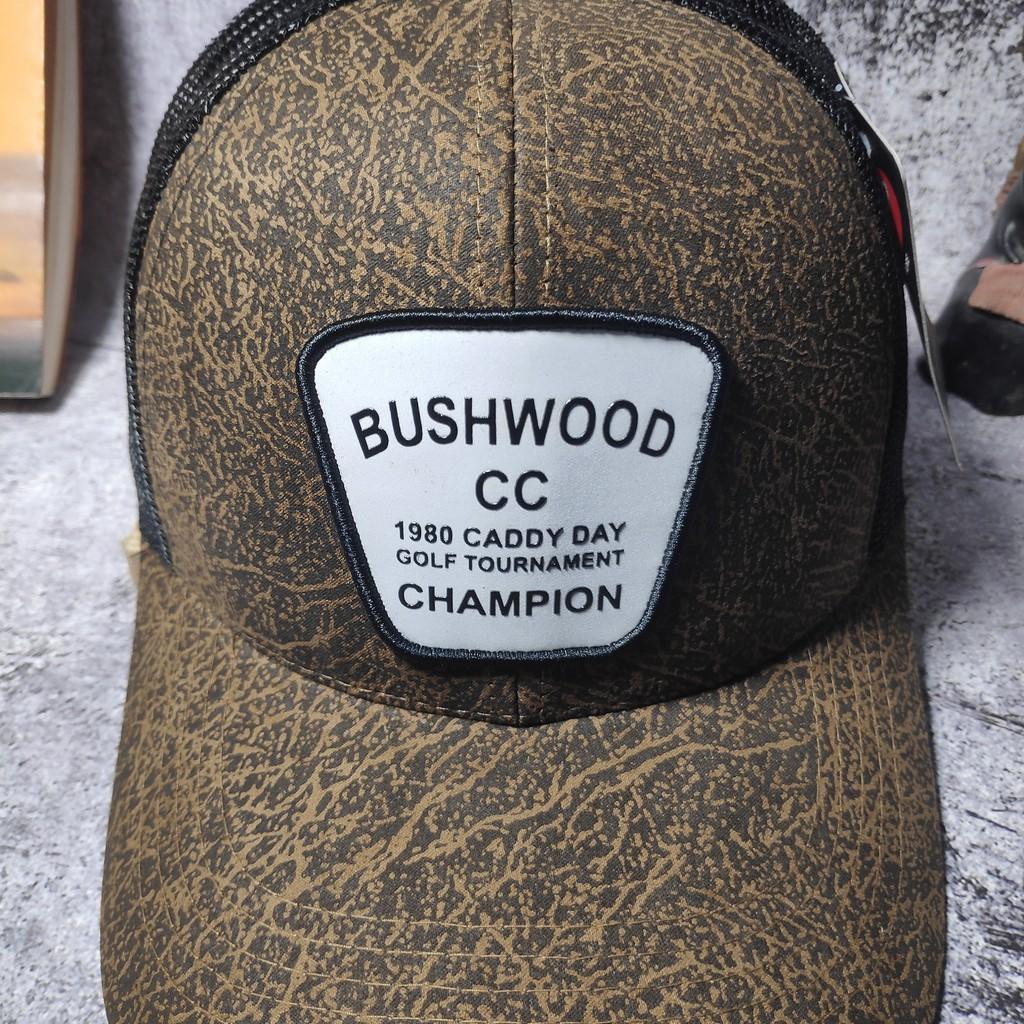 BUSHWOOD
CC
1980 CADDY DAY
GOLF TOURNAMENT
CHAMPION